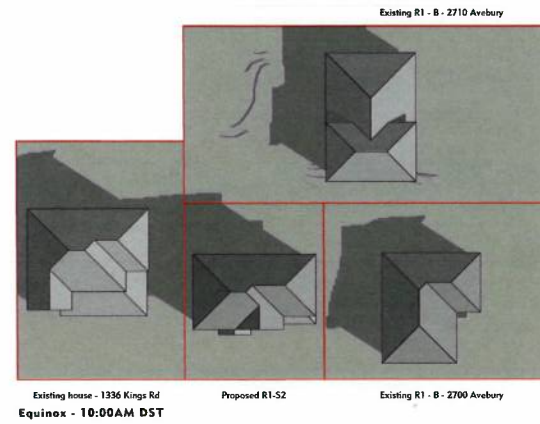 Existing R1 - B - 2710 Avebury
Existing house - 1336 Kings Rd
Proposed R1-S2
Existing R1 - B - 2700 Avebury
Equinox - 10:00AM DST